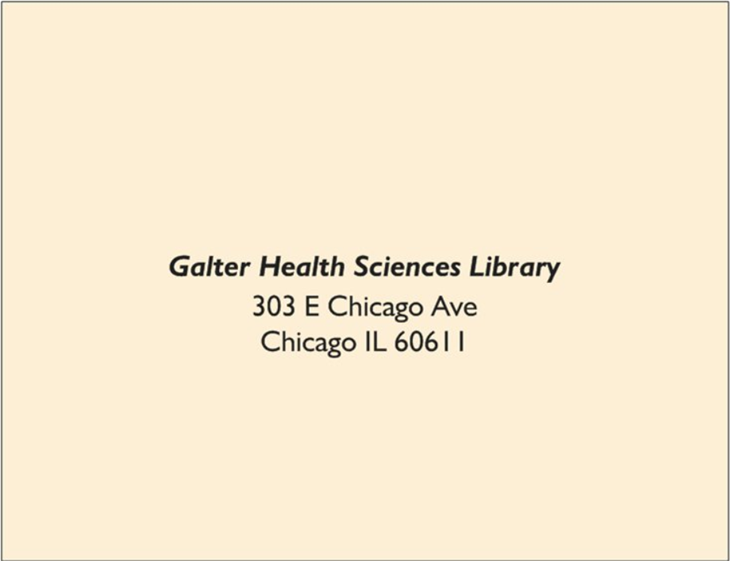 Galter Health Sciences Library
303 E Chicago Ave
Chicago IL 60611